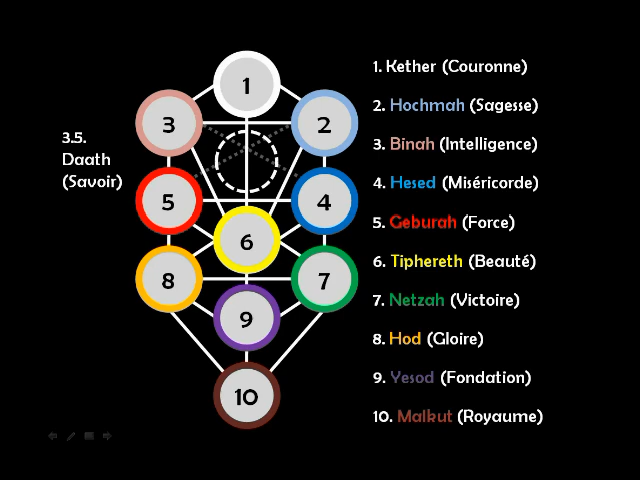 1
3
2
3.5.
Daath
(Savoir)
5
4
6
8
7
9
10
1. Kether (Couronne)
2. Hochmah (Sagesse)
3. Binah (Intelligence)
4. Hesed (Miséricorde)
5. Geburah (Force)
6. Tiphereth (Beauté)
7. Netzah (Victoire)
8. Hod (Gloire)
9. Yesod (Fondation)
10. Malkut (Royaume)